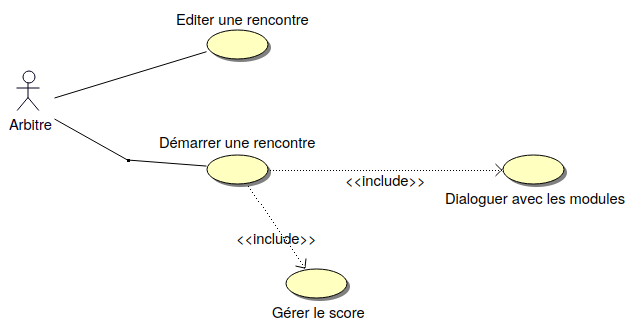 Editer une rencontre
Arbitre
Démarrer une rencontre
<<include>>
Dialoguer avec les modules
<<include>>
Gérer le score